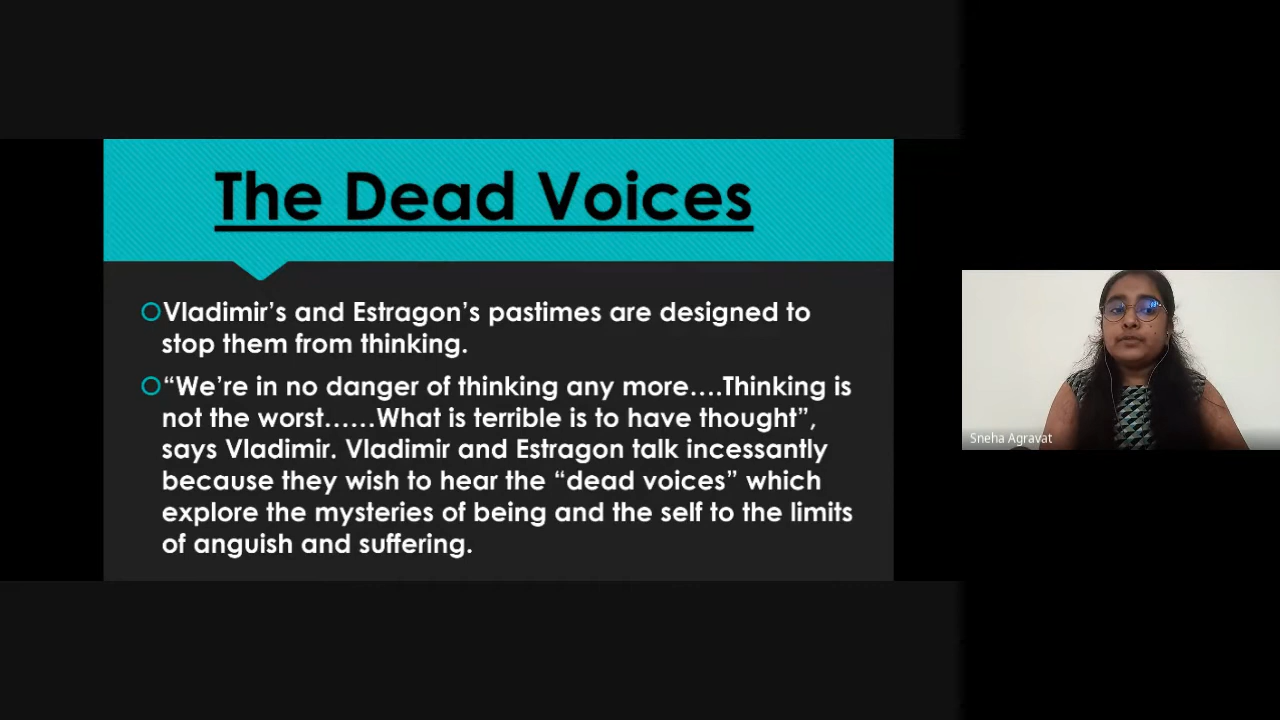 The Dead Voices
Vladimir’s and Estragon’s pastimes are designed to
stop them from thinking.
“We’re in no danger of thinking any more....Thinking is
not the worst......What is terrible is to have thought”,
says Vladimir. Vladimir and Estragon talk incessantly
because they wish to hear the “dead voices” which
explore the mysteries of being and the self to the limits
of anguish and suffering.
Sneha Agravat